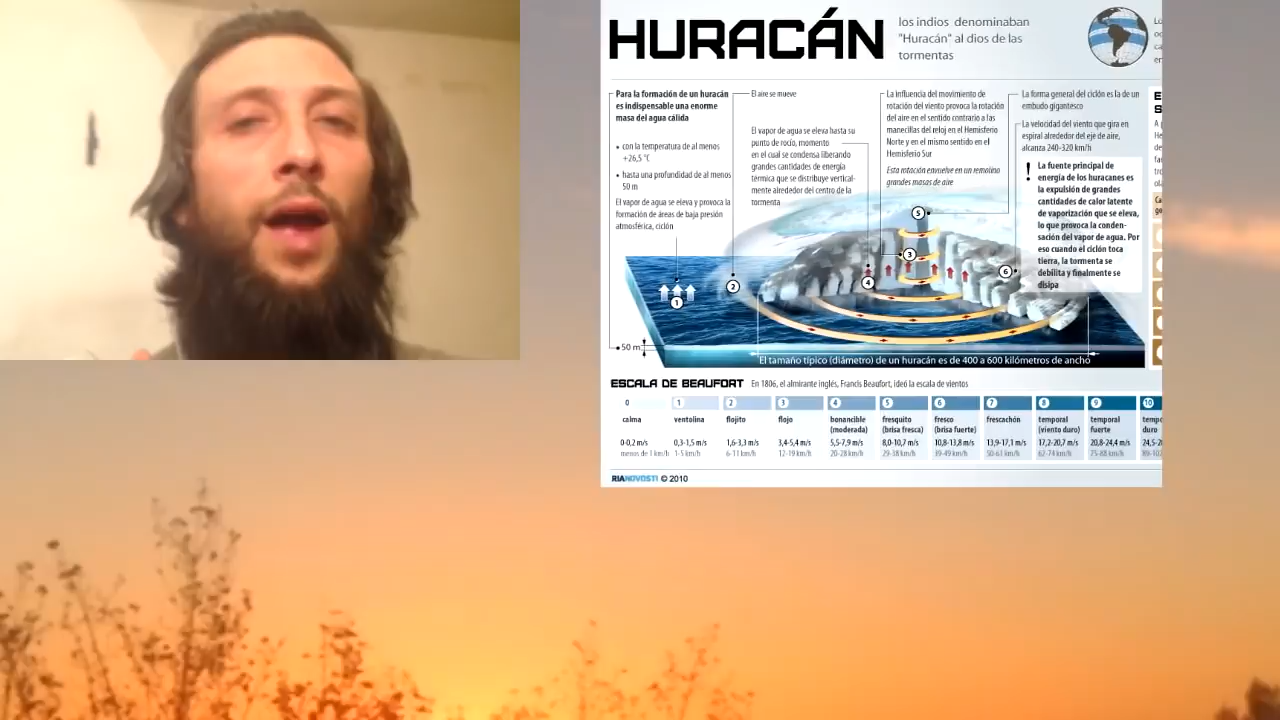 HURACÁN
los indios denominaban
"Huracán" al dios de las
tormentas
Para la formación de un huracán
es indispensable una enorme
masa del agua cálida
• con la temperatura de al menos
+26,5 °C
• hasta una profundidad de al menos
50 m
El vapor de agua se eleva y provoca la
formación de áreas de baja presión
atmosférica, ciclón
El aire se mueve
El vapor de agua se eleva hasta su
punto de rocío, momento
en el cual se condensa liberando
grandes cantidades de energía
térmica que se distribuye vertical-
mente alrededor del centro de la
tormenta
La influencia del movimiento de
rotación del viento provoca la rotación
del aire en el sentido contrario a las
manecillas del reloj en el Hemisferio
Norte y en el mismo sentido en el
Hemisferio Sur
Esta rotación envuelve en un remolino
grandes masas de aire
La forma general del ciclón es la de un
embudo gigantesco
La velocidad del viento que gira en
espiral alrededor del eje de aire,
alcanza 240-320 km/h
! La fuente principal de
energía de los huracanes es
la expulsión de grandes
cantidades de calor latente
de vaporización que se eleva,
lo que provoca la conden-
sación del vapor de agua. Por
eso cuando el ciclón toca
tierra, la tormenta se
debilita y finalmente se
disipa
1
2
3
4
5
6
50 m
El tamaño típico (diámetro) de un huracán es de 400 a 600 kilómetros de ancho
ESCALA DE BEAUFORT En 1806, el almirante inglés, Francis Beaufort, ideó la escala de vientos
0 1 2 3 4 5 6 7 8 9 10
calma ventolina flojito flojo bonancible fresquito fresco frescachón temporal temporal
(moderada) (brisa fresca) (brisa fuerte) (viento duro) fuerte duro
0-0,2 m/s 0,3-1,5 m/s 1,6-3,3 m/s 3,4-5,4 m/s 5,5-7,9 m/s 8,0-10,7 m/s 10,8-13,8 m/s 13,9-17,1 m/s 17,2-20,7 m/s 20,8-24,4 m/s
menos de 1 km/h 1-5 km/h 6-11 km/h 12-19 km/h 20-28 km/h 29-38 km/h 39-49 km/h 50-61 km/h 62-74 km/h 75-88 km/h
RIANOVOSTI © 2010